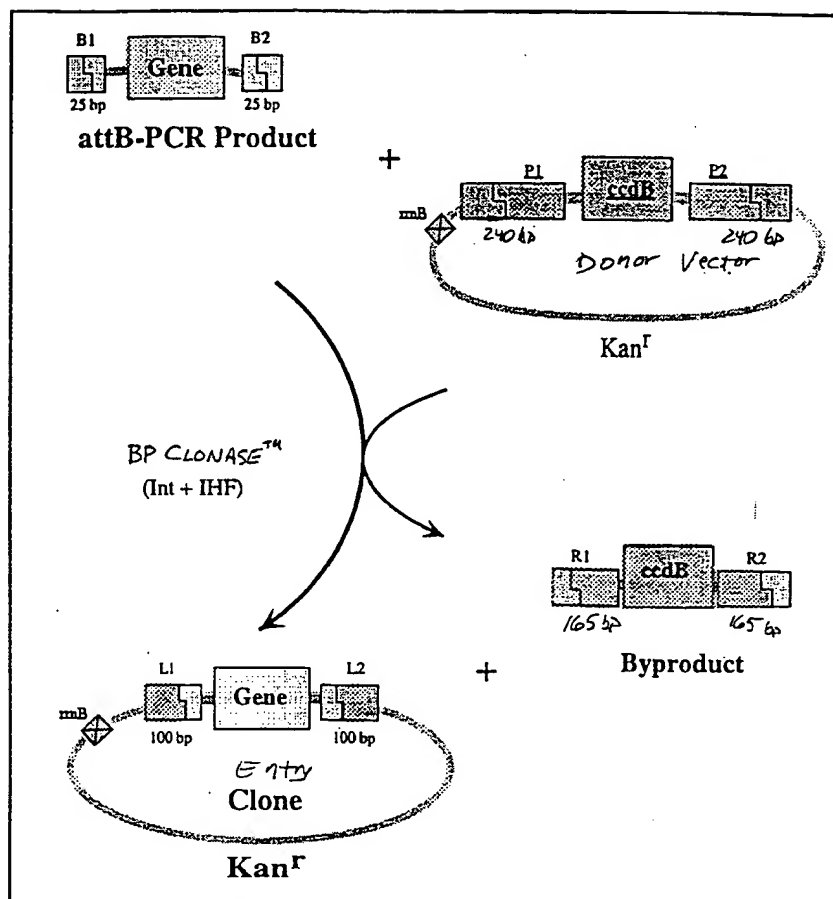 B1 B2
Gene
25 bp 25 bp
attB-PCR Product
+
P1 ccdB P2
rrnB
240 bp 240 bp
Donor Vector
Kanr
BP CLONASE™
(Int + IHF)
R1 ccdB R2
165 bp 165 bp
Byproduct
+
L1 L2
Gene
rrnB
100 bp 100 bp
Entry
Clone
Kanr